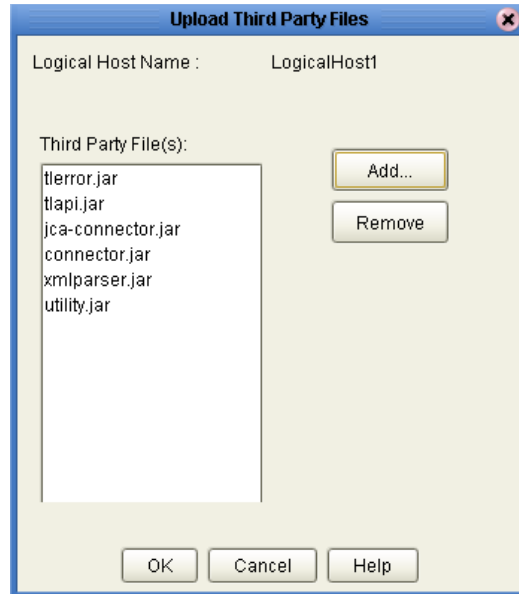 Upload Third Party Files
Logical Host Name : LogicalHost1
Third Party File(s):
Add...
Remove
tlerror.jar
tlapi.jar
jca-connector.jar
connector.jar
xmlparser.jar
utility.jar
OK Cancel Help